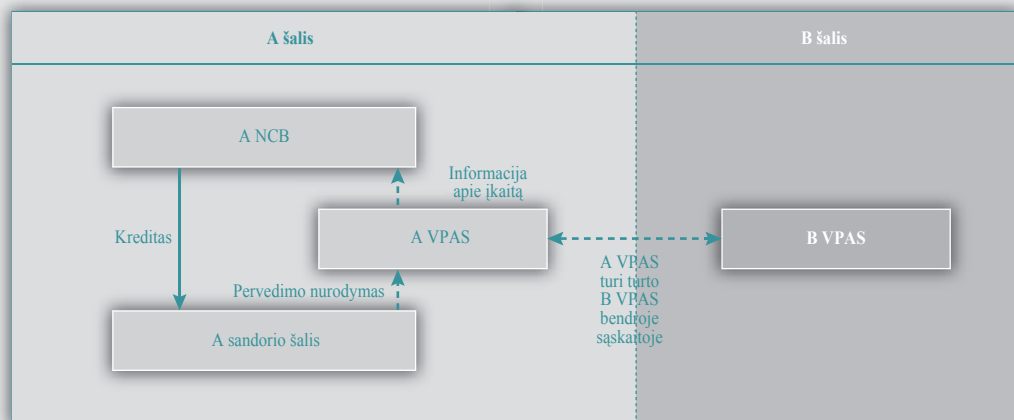 A šalis
B šalis
A NCB
Informacija
apie įkaitą
Kreditas
A VPAS
B VPAS
A VPAS
turi turto
B VPAS
bendroje
sąskaitoje
Pervedimo nurodymas
A sandorio šalis